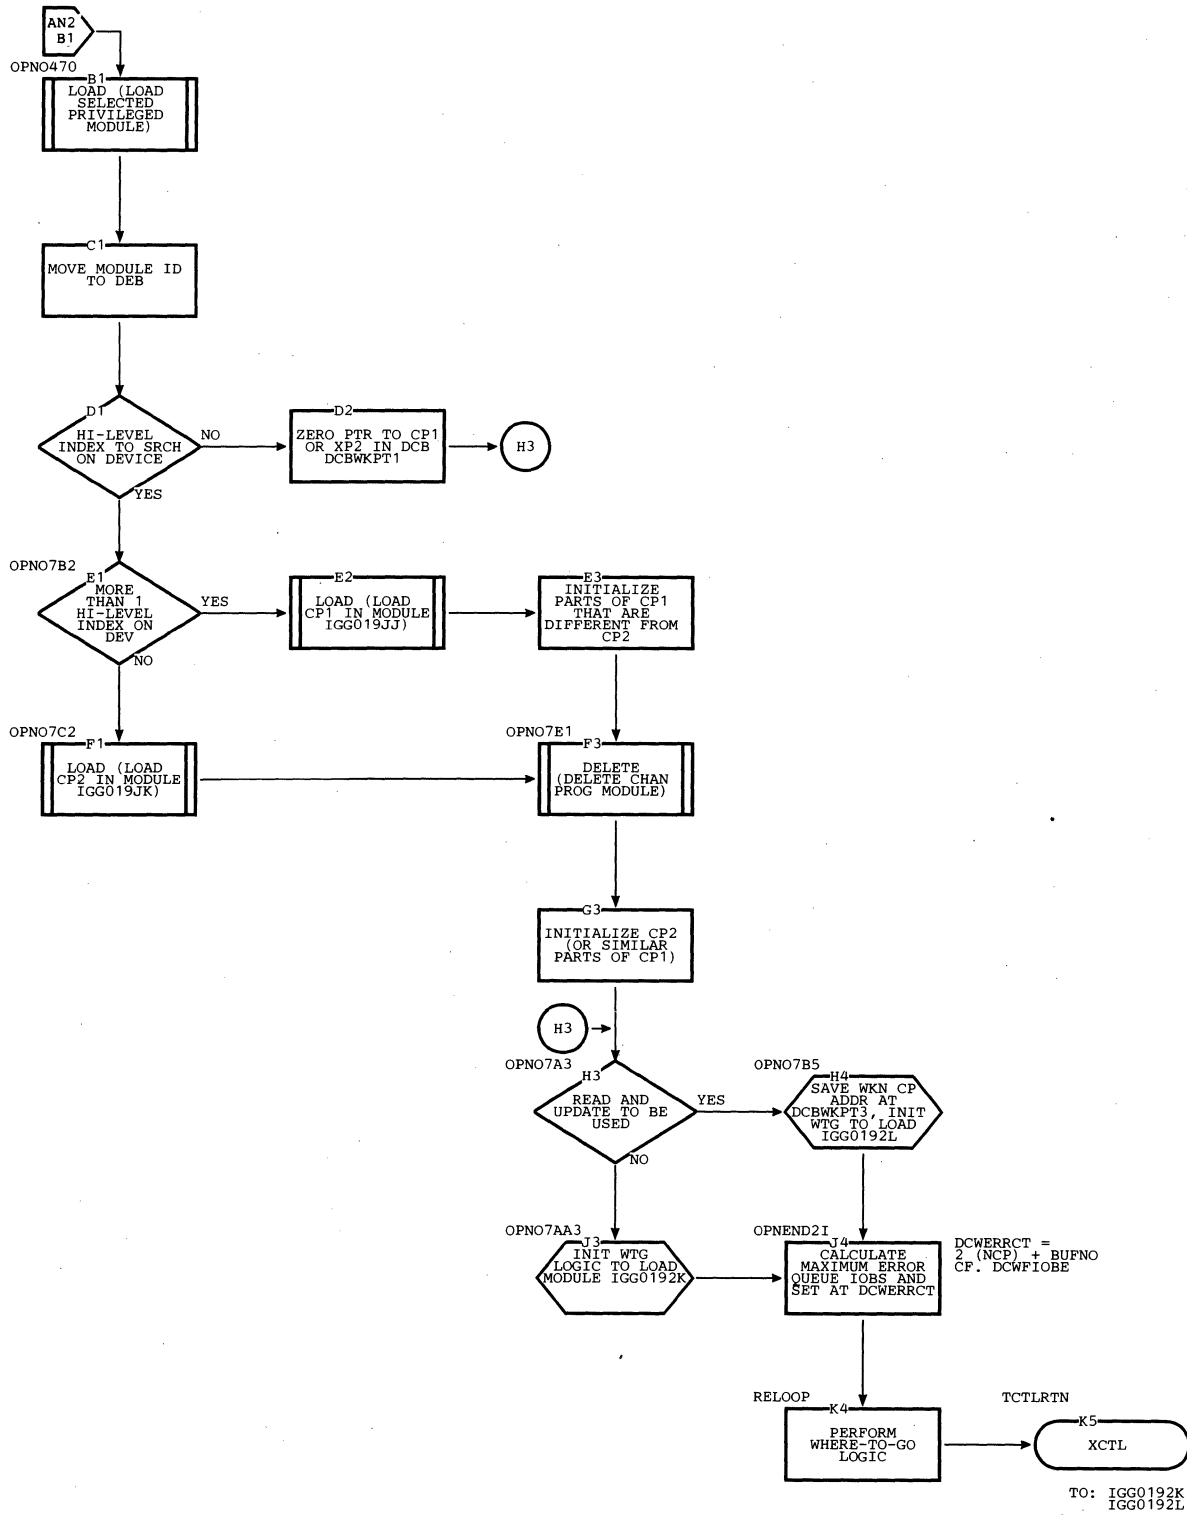 AN2
B1
OPNO470
B1
LOAD (LOAD
SELECTED
PRIVILEGED
MODULE)
C1
MOVE MODULE ID
TO DEB
D1
HI-LEVEL
INDEX TO SRCH
ON DEVICE
NO
YES
D2
ZERO PTR TO CP1
OR XP2 IN DCB
DCBWKPT1
H3
OPNO7B2
E1
MORE
THAN 1
HI-LEVEL
INDEX ON
DEV
YES
NO
E2
LOAD (LOAD
CP1 IN MODULE
IGG019JJ)
E3
INITIALIZE
PARTS OF CP1
THAT ARE
DIFFERENT FROM
CP2
OPNO7C2
F1
LOAD (LOAD
CP2 IN MODULE
IGG019JK)
OPNO7E1
F3
DELETE
(DELETE CHAN
PROG MODULE)
G3
INITIALIZE CP2
(OR SIMILAR
PARTS OF CP1)
H3
OPNO7A3
H3
READ AND
UPDATE TO BE
USED
YES
NO
OPNO7B5
H4
SAVE WKN CP
ADDR AT
DCBWKPT3, INIT
WTG TO LOAD
IGG0192L
OPNO7AA3
J3
INIT WTG
LOGIC TO LOAD
MODULE IGG0192K
OPNEND2I
J4
CALCULATE
MAXIMUM ERROR
QUEUE IOBS AND
SET AT DCWERRCT
DCWERRCT =
2 (NCP) + BUFNO
CF. DCWFIOBE
RELOOP
K4
PERFORM
WHERE-TO-GO
LOGIC
TCTLRTN
K5
XCTL
TO: IGG0192K
IGG0192L